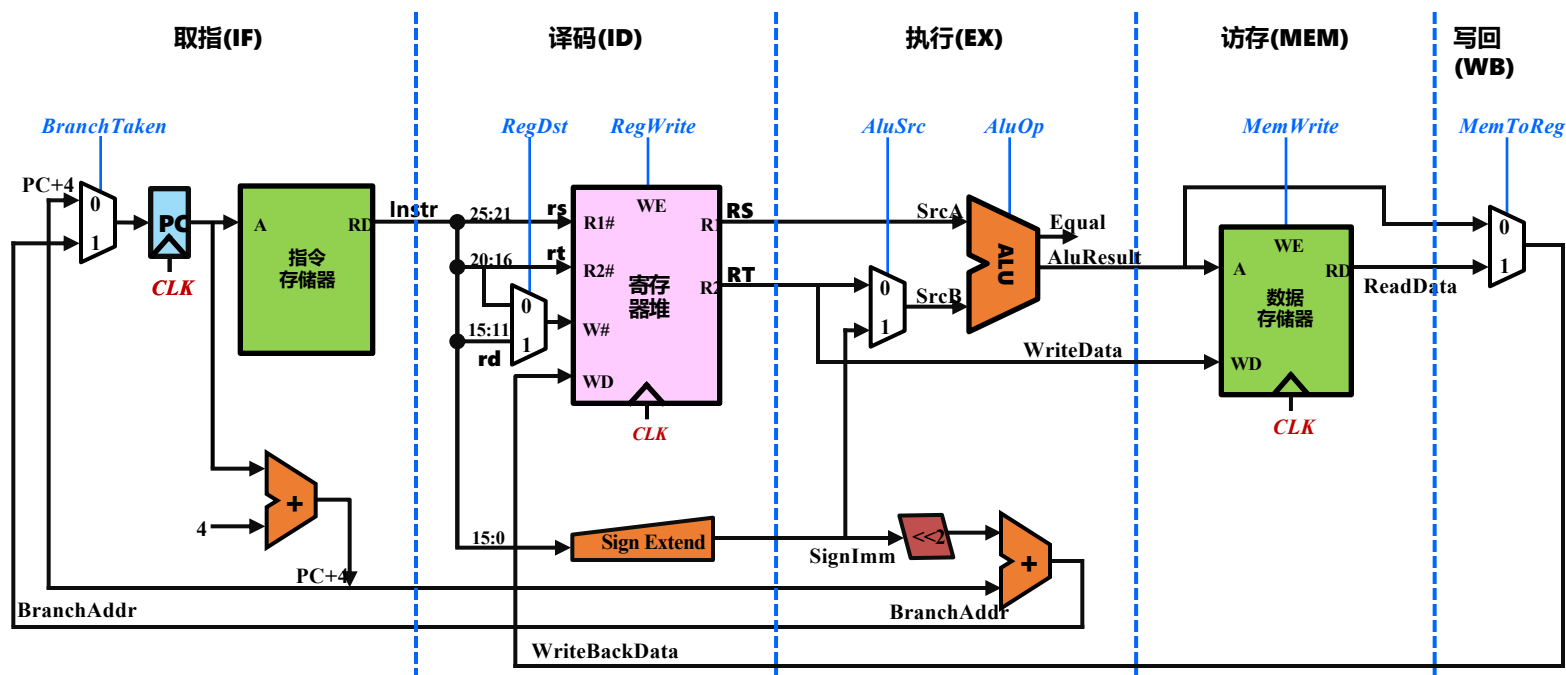 取指(IF)
译码(ID)
执行(EX)
访存(MEM)
写回
(WB)
BranchTaken
RegDst
RegWrite
AluSrc
AluOp
MemWrite
MemToReg
PC+4
0
1
PC
CLK
A
RD
指令
存储器
Instr
25:21
rs
20:16
rt
0
1
15:11
rd
WE
R1#
R1
R2#
R2
寄存
器堆
W#
WD
CLK
RS
RT
SrcA
0
1
SrcB
ALU
Equal
AluResult
WriteData
WE
A
RD
数据
存储器
WD
CLK
ReadData
0
1
4
+
PC+4
15:0
Sign Extend
SignImm
<<2
+
BranchAddr
BranchAddr
WriteBackData